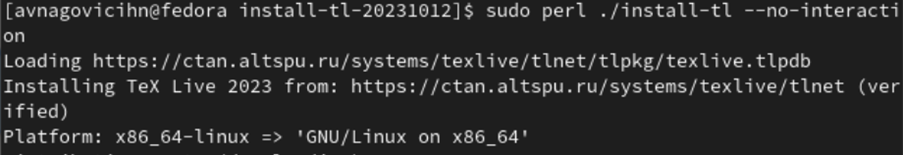 [avnagovicihn@fedora install-tl-20231012]$ sudo perl ./install-tl --no-interacti
on
Loading https://ctan.altspu.ru/systems/texlive/tlnet/tlpkg/texlive.tlpdb
Installing TeX Live 2023 from: https://ctan.altspu.ru/systems/texlive/tlnet (ver
ified)
Platform: x86_64-linux => 'GNU/Linux on x86_64'